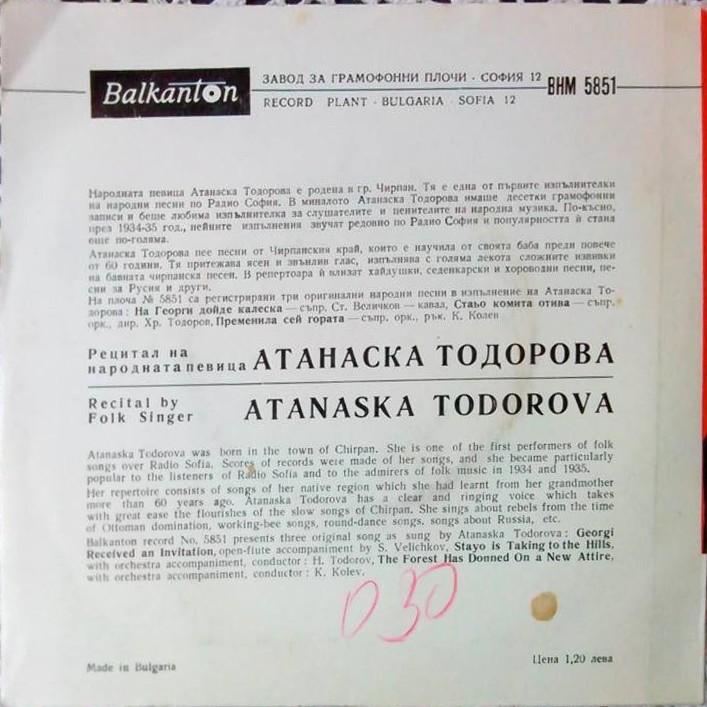 Balkanton
ЗАВОД ЗА ГРАМОФОННИ ПЛОЧИ · СОФИЯ 12
ВНМ 5851
RECORD PLANT · BULGARIA · SOFIA 12
Народната певица Атанаска Тодорова е родена в гр. Чирпан. Тя е една от първите изпълнителки
на народни песни по Радио София. В миналото Атанаска Тодорова имаше десетки грамофонни
записи и беше любима изпълнителка за слушателите и ценителите на народна музика. По-късно,
през 1934-35 год., нейните изпълнения звучат редовно по Радио София и популярността ѝ стана
още по-голяма.
Атанаска Тодорова пее песни от Чирпанския край, които е научила от своята баба преди повече
от 60 години. Тя притежава ясен и звънлив глас, изпълнява с голяма лекота сложните извивки
на бавната чирпанска песен. В репертоара ѝ влизат хайдушки, седенкарски и хороводни песни, пе-
сни за Русия и други.
На плоча № 5851 са регистрирани три оригинални народни песни в изпълнение на Атанаска То-
дорова: На Георги дойде калеска — съпр. Ст. Величков — кавал, Стаьо комита отива — съпр.
орк., дир. Хр. Тодоров, Пременила сей гората — съпр. орк., рък. К. Колев
Рецитал на
народната певица АТАНАСКА ТОДОРОВА
Recital by
Folk Singer ATANASKA TODOROVA
Atanaska Todorova was born in the town of Chirpan. She is one of the first performers of folk
songs over Radio Sofia. Scores of records were made of her songs, and she became particularly
popular to the listeners of Radio Sofia and to the admirers of folk music in 1934 and 1935.
Her repertoire consists of songs of her native region which she had learnt from her grandmother
more than 60 years ago. Atanaska Todorova has a clear and ringing voice which takes
with great ease the flourishes of the slow songs of Chirpan. She sings about rebels from the time
of Ottoman domination, working-bee songs, round-dance songs, songs about Russia, etc.
Balkanton record No. 5851 presents three original song as sung by Atanaska Todorova: Georgi
Received an Invitation, open-flute accompaniment by S. Velichkov, Stayo is Taking to the Hills,
with orchestra accompaniment, conductor: H. Todorov, The Forest Has Donned On a New Attire,
with orchestra accompaniment, conductor: K. Kolev.
030
Made in Bulgaria
Цена 1,20 лева